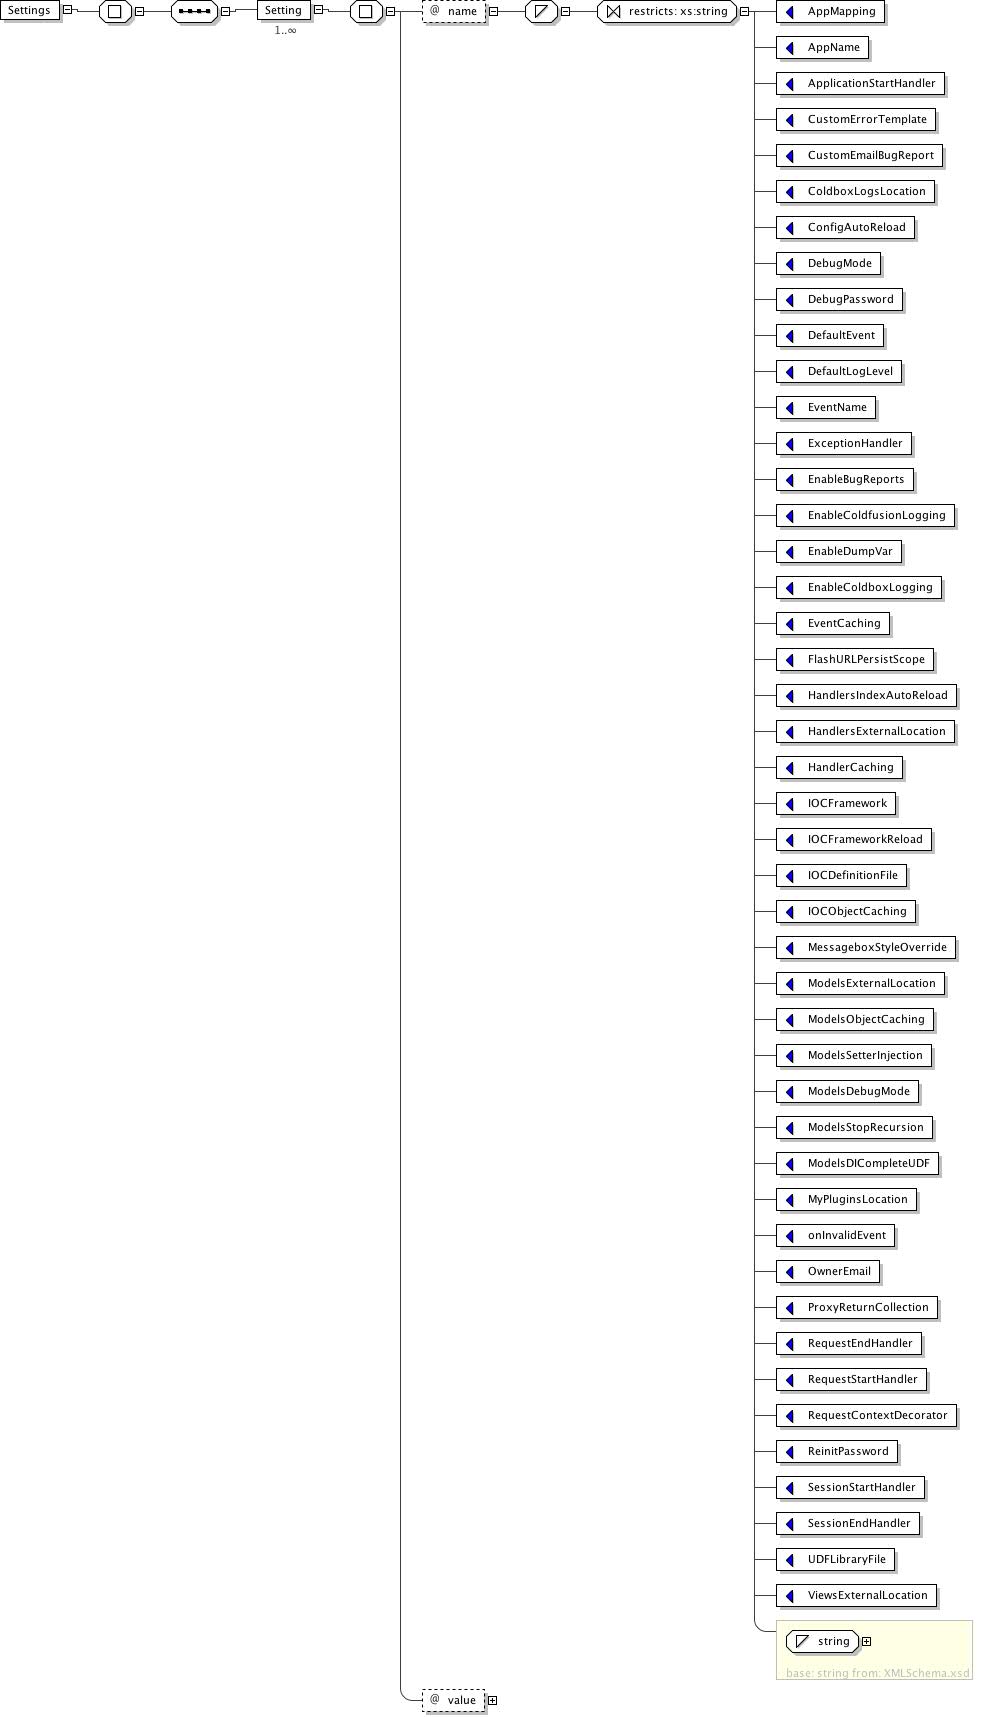 Settings
Setting
1..∞
@ name
restricts: xs:string
AppMapping
AppName
ApplicationStartHandler
CustomErrorTemplate
CustomEmailBugReport
ColdboxLogsLocation
ConfigAutoReload
DebugMode
DebugPassword
DefaultEvent
DefaultLogLevel
EventName
ExceptionHandler
EnableBugReports
EnableColdfusionLogging
EnableDumpVar
EnableColdboxLogging
EventCaching
FlashURLPersistScope
HandlersIndexAutoReload
HandlersExternalLocation
HandlerCaching
IOCFramework
IOCFrameworkReload
IOCDefinitionFile
IOCObjectCaching
MessageboxStyleOverride
ModelsExternalLocation
ModelsObjectCaching
ModelsSetterInjection
ModelsDebugMode
ModelsStopRecursion
ModelsDICompleteUDF
MyPluginsLocation
onInvalidEvent
OwnerEmail
ProxyReturnCollection
RequestEndHandler
RequestStartHandler
RequestContextDecorator
ReinitPassword
SessionStartHandler
SessionEndHandler
UDFLibraryFile
ViewsExternalLocation
string
base: string from: XMLSchema.xsd
@ value